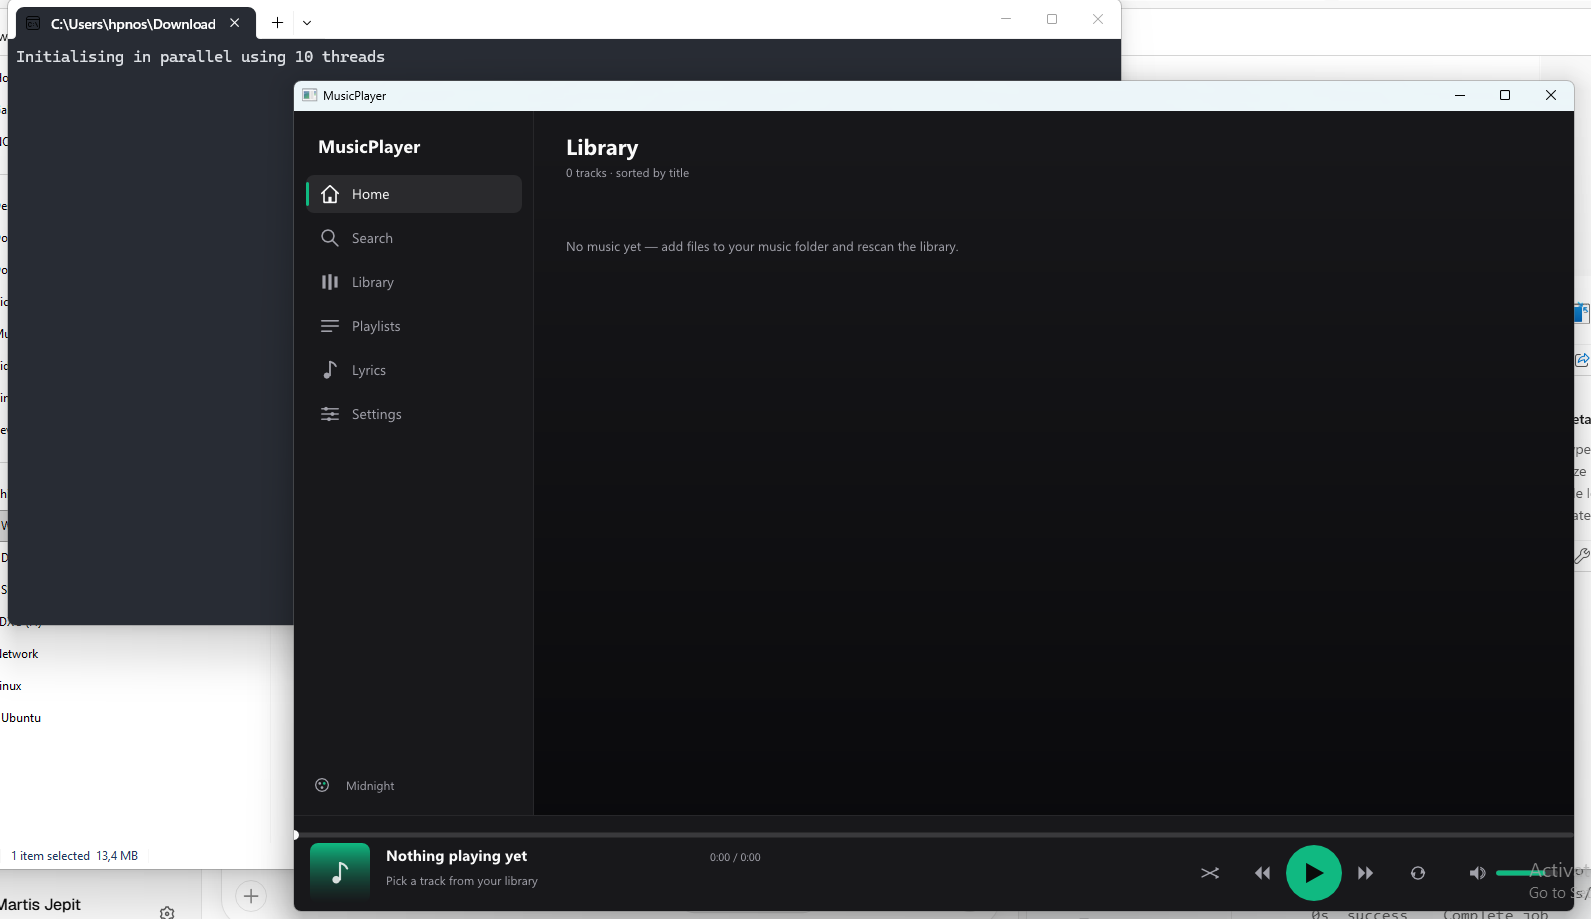 C:\Users\hpnos\Download
Initialising in parallel using 10 threads
MusicPlayer
MusicPlayer
Home
Search
Library
Playlists
Lyrics
Settings
Midnight
Library
0 tracks · sorted by title
No music yet — add files to your music folder and rescan the library.
Nothing playing yet
Pick a track from your library
0:00 / 0:00
Ubuntu
1 item selected 13,4 MB
Martis Jepit
Go to
0s success Complete job